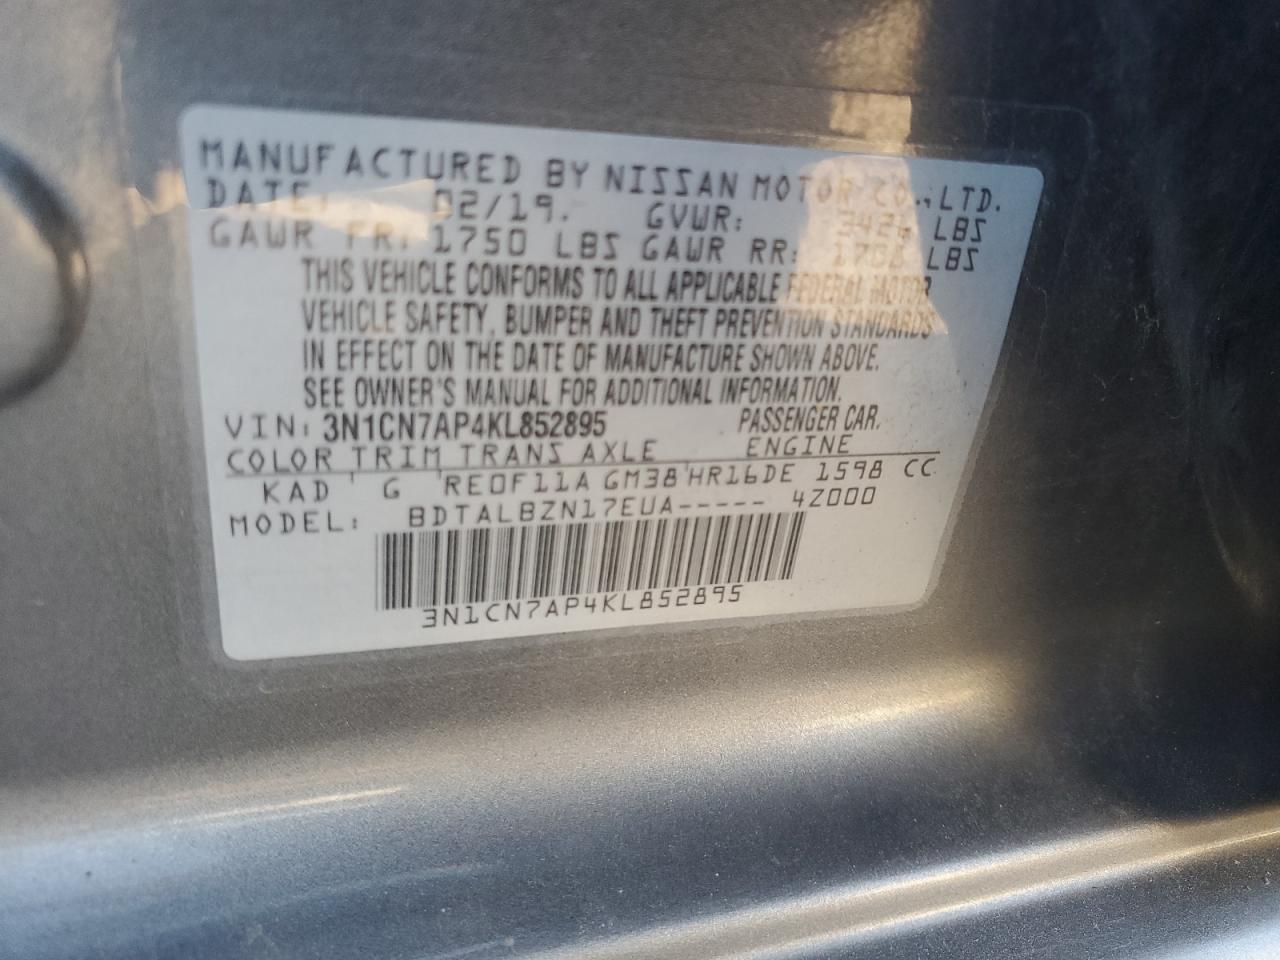 MANUFACTURED BY NISSAN MOTOR CO., LTD.
DATE: 02/19. GVWR: LBS
GAWR FR: 1750 LBS GAWR RR: LBS
THIS VEHICLE CONFORMS TO ALL APPLICABLE FEDERAL MOTOR
VEHICLE SAFETY, BUMPER AND THEFT PREVENTION STANDARDS
IN EFFECT ON THE DATE OF MANUFACTURE SHOWN ABOVE.
SEE OWNER'S MANUAL FOR ADDITIONAL INFORMATION.
VIN: 3N1CN7AP4KL852895 PASSENGER CAR.
COLOR TRIM TRANS AXLE ENGINE
KAD G RE0F11A GM38 HR16DE 1598 CC
MODEL: BDTALBZN17EUA----- 4Z000
3N1CN7AP4KL852895